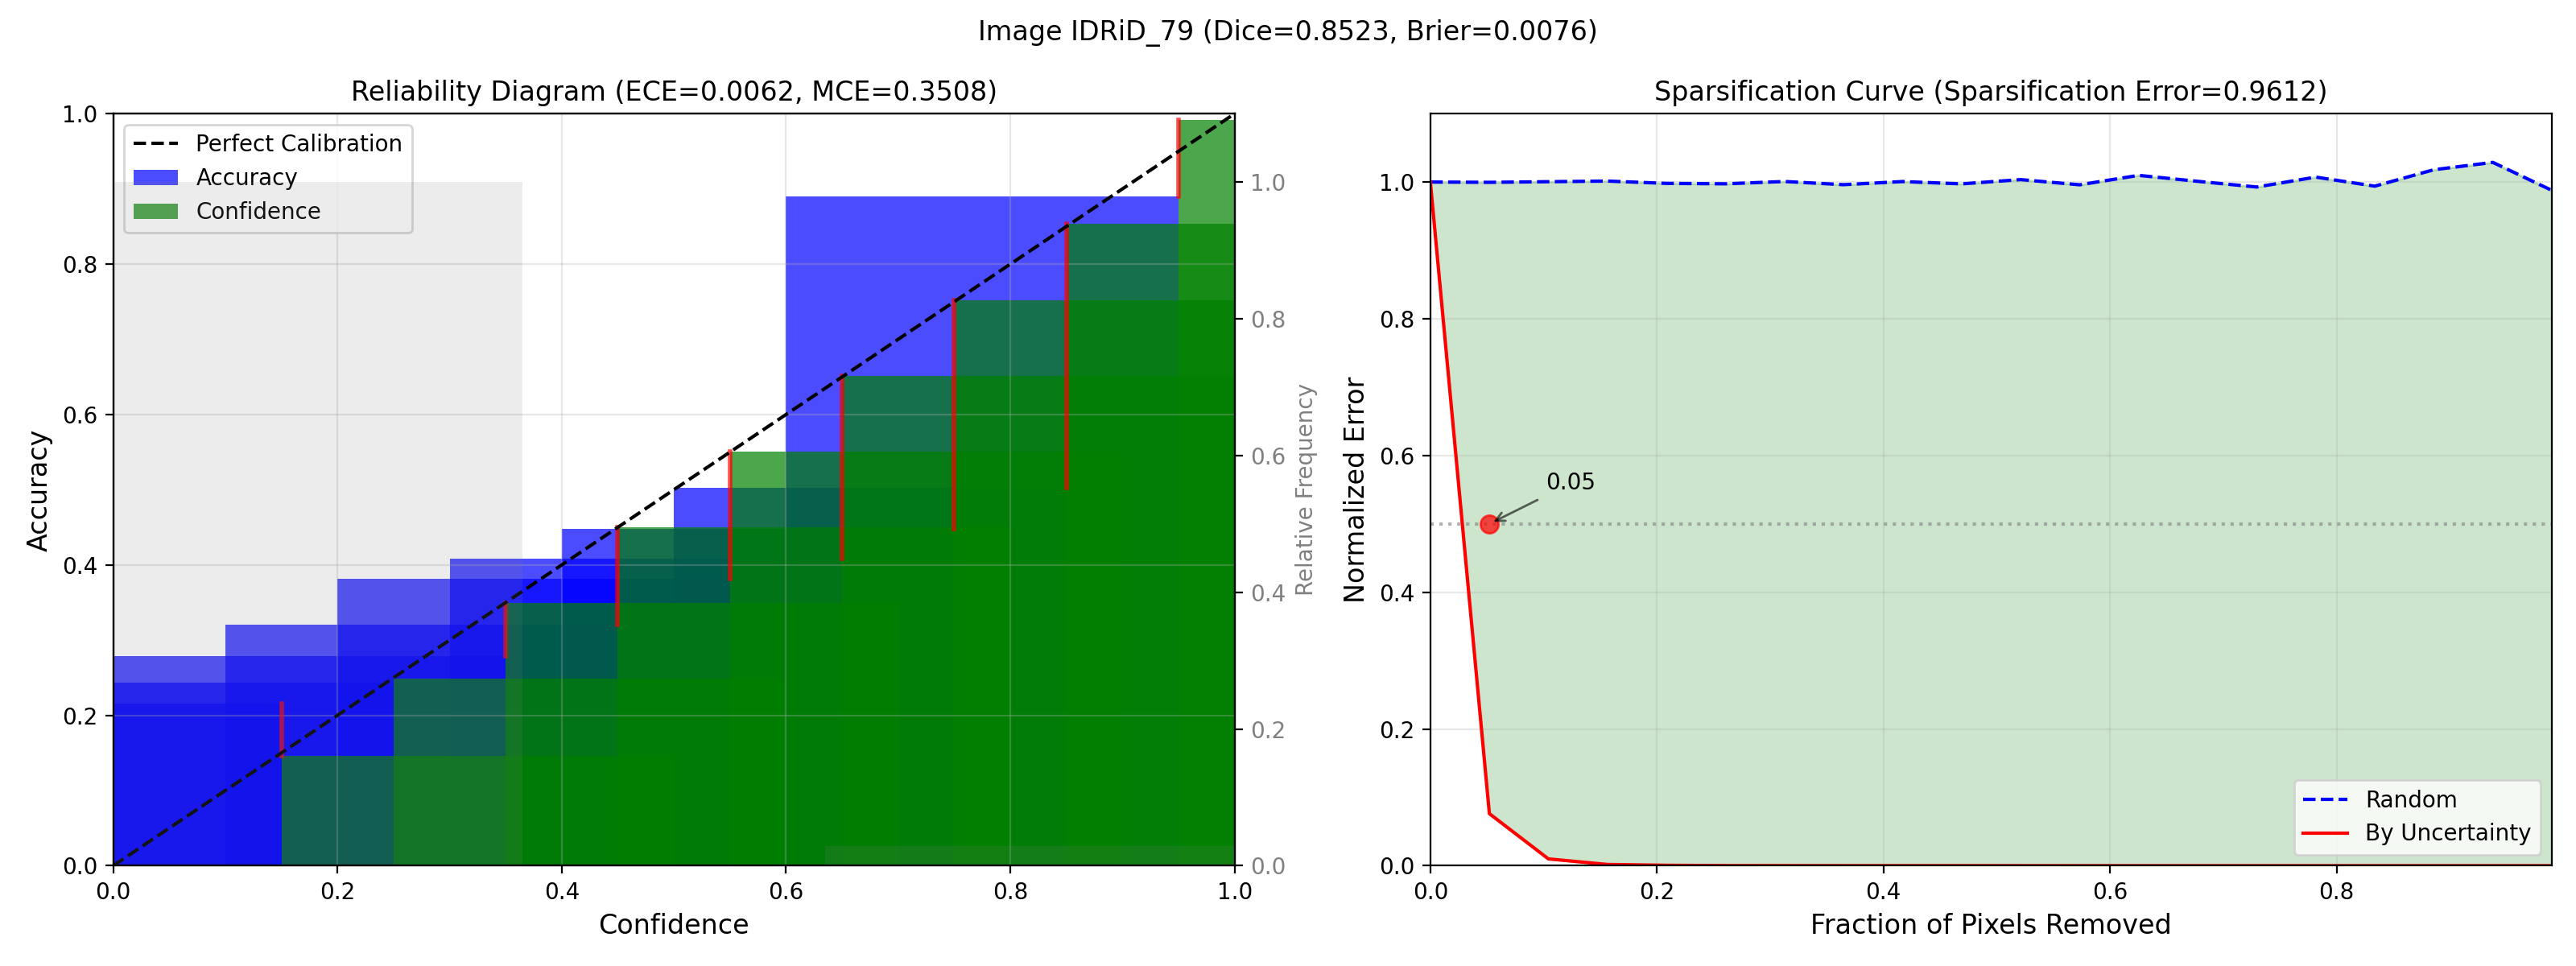 Image IDRiD_79 (Dice=0.8523, Brier=0.0076)
Reliability Diagram (ECE=0.0062, MCE=0.3508)
Perfect Calibration
Accuracy
Confidence
1.0
0.8
0.6
0.4
0.2
0.0
Accuracy
0.0
0.2
0.4
0.6
0.8
1.0
Confidence
1.0
0.8
0.6
0.4
0.2
0.0
Relative Frequency
Sparsification Curve (Sparsification Error=0.9612)
1.0
0.8
0.6
0.4
0.2
0.0
Normalized Error
0.05
Random
By Uncertainty
0.0
0.2
0.4
0.6
0.8
Fraction of Pixels Removed